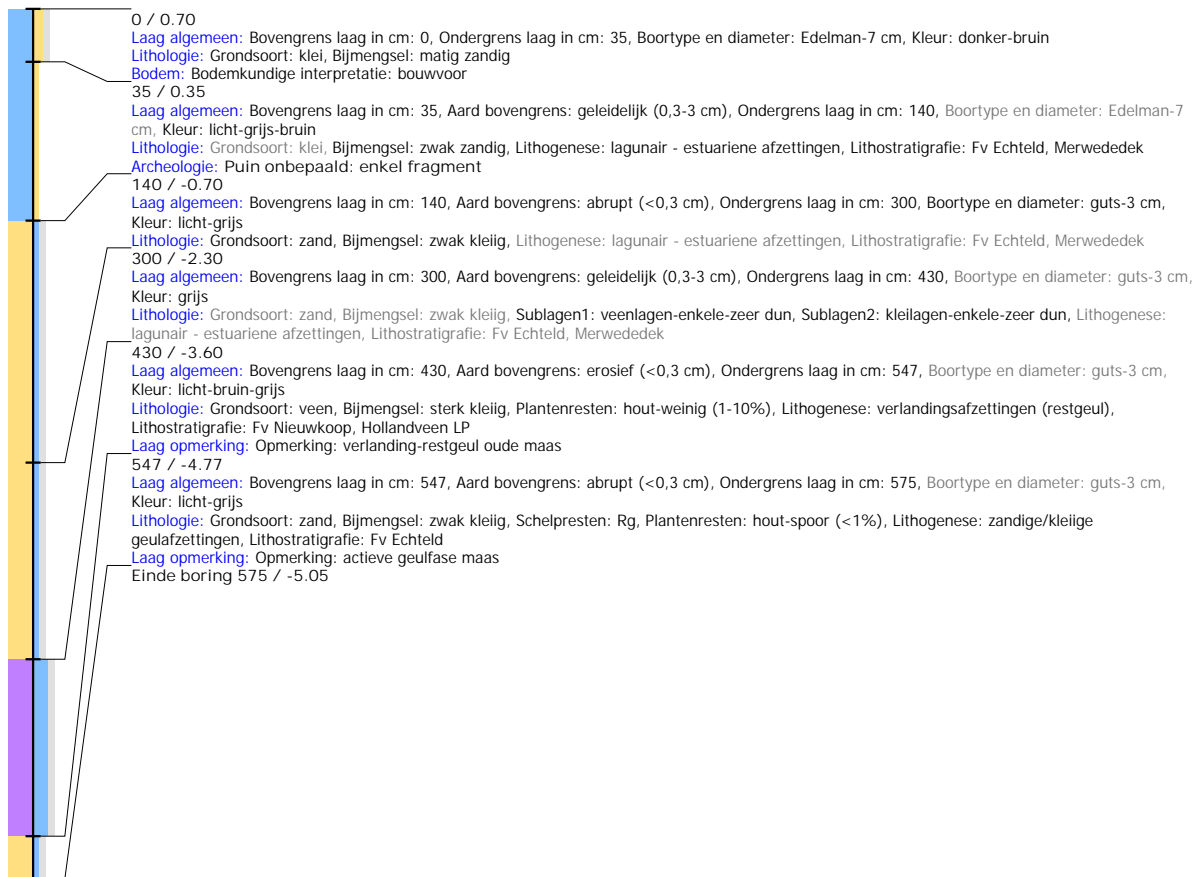 0 / 0.70
Laag algemeen: Bovengrens laag in cm: 0, Ondergrens laag in cm: 35, Boortype en diameter: Edelman-7 cm, Kleur: donker-bruin
Lithologie: Grondsoort: klei, Bijmengsel: matig zandig
Bodem: Bodemkundige interpretatie: bouwvoor
35 / 0.35
Laag algemeen: Bovengrens laag in cm: 35, Aard bovengrens: geleidelijk (0,3-3 cm), Ondergrens laag in cm: 140, Boortype en diameter: Edelman-7
cm, Kleur: licht-grijs-bruin
Lithologie: Grondsoort: klei, Bijmengsel: zwak zandig, Lithogenese: lagunair - estuariene afzettingen, Lithostratigrafie: Fv Echteld, Merwededek
Archeologie: Puin onbepaald: enkel fragment
140 / -0.70
Laag algemeen: Bovengrens laag in cm: 140, Aard bovengrens: abrupt (<0,3 cm), Ondergrens laag in cm: 300, Boortype en diameter: guts-3 cm,
Kleur: licht-grijs
Lithologie: Grondsoort: zand, Bijmengsel: zwak kleiig, Lithogenese: lagunair - estuariene afzettingen, Lithostratigrafie: Fv Echteld, Merwededek
300 / -2.30
Laag algemeen: Bovengrens laag in cm: 300, Aard bovengrens: geleidelijk (0,3-3 cm), Ondergrens laag in cm: 430, Boortype en diameter: guts-3 cm,
Kleur: grijs
Lithologie: Grondsoort: zand, Bijmengsel: zwak kleiig, Sublagen1: veenlagen-enkele-zeer dun, Sublagen2: kleilagen-enkele-zeer dun, Lithogenese:
lagunair - estuariene afzettingen, Lithostratigrafie: Fv Echteld, Merwededek
430 / -3.60
Laag algemeen: Bovengrens laag in cm: 430, Aard bovengrens: erosief (<0,3 cm), Ondergrens laag in cm: 547, Boortype en diameter: guts-3 cm,
Kleur: licht-bruin-grijs
Lithologie: Grondsoort: veen, Bijmengsel: sterk kleiig, Plantenresten: hout-weinig (1-10%), Lithogenese: verlandingsafzettingen (restgeul),
Lithostratigrafie: Fv Nieuwkoop, Hollandveen LP
Laag opmerking: Opmerking: verlanding-restgeul oude maas
547 / -4.77
Laag algemeen: Bovengrens laag in cm: 547, Aard bovengrens: abrupt (<0,3 cm), Ondergrens laag in cm: 575, Boortype en diameter: guts-3 cm,
Kleur: licht-grijs
Lithologie: Grondsoort: zand, Bijmengsel: zwak kleiig, Schelpresten: Rg, Plantenresten: hout-spoor (<1%), Lithogenese: zandige/kleiige
geulafzettingen, Lithostratigrafie: Fv Echteld
Laag opmerking: Opmerking: actieve geulfase maas
Einde boring 575 / -5.05